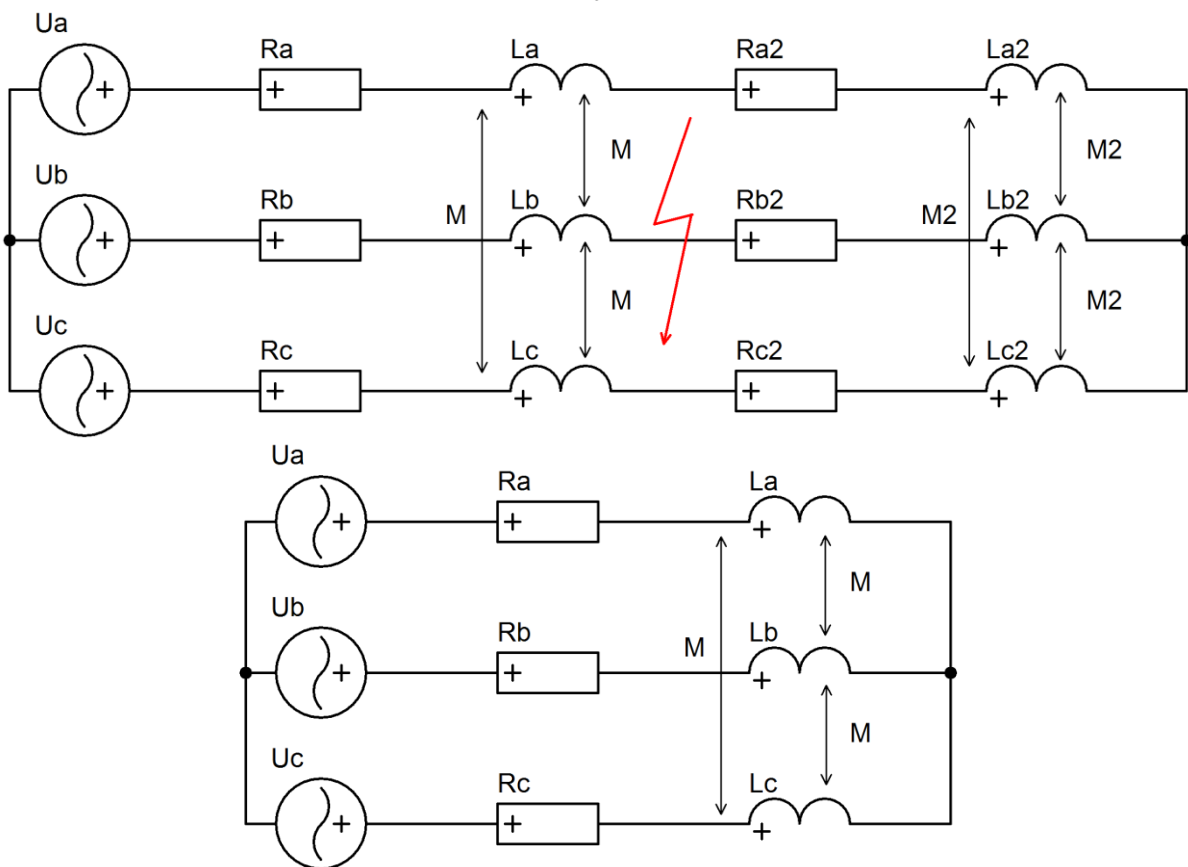 Ua Ra La Ra2 La2
+ + + + +
M M2
Ub Rb Lb Rb2 Lb2
M M2
+ + + + +
M M2
Uc Rc Lc Rc2 Lc2
+ + + + +
Ua Ra La
+ + +
M
Ub Rb Lb
M
+ + +
M
Uc Rc Lc
+ + +